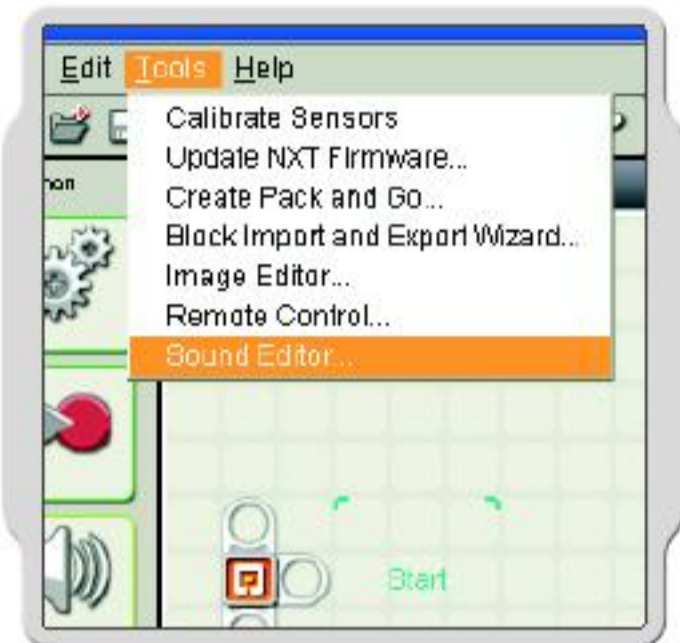 Edit Tools Help
Calibrate Sensors
Update NXT Firmware...
Create Pack and Go...
Block Import and Export Wizard...
Image Editor...
Remote Control...
Sound Editor...
Start